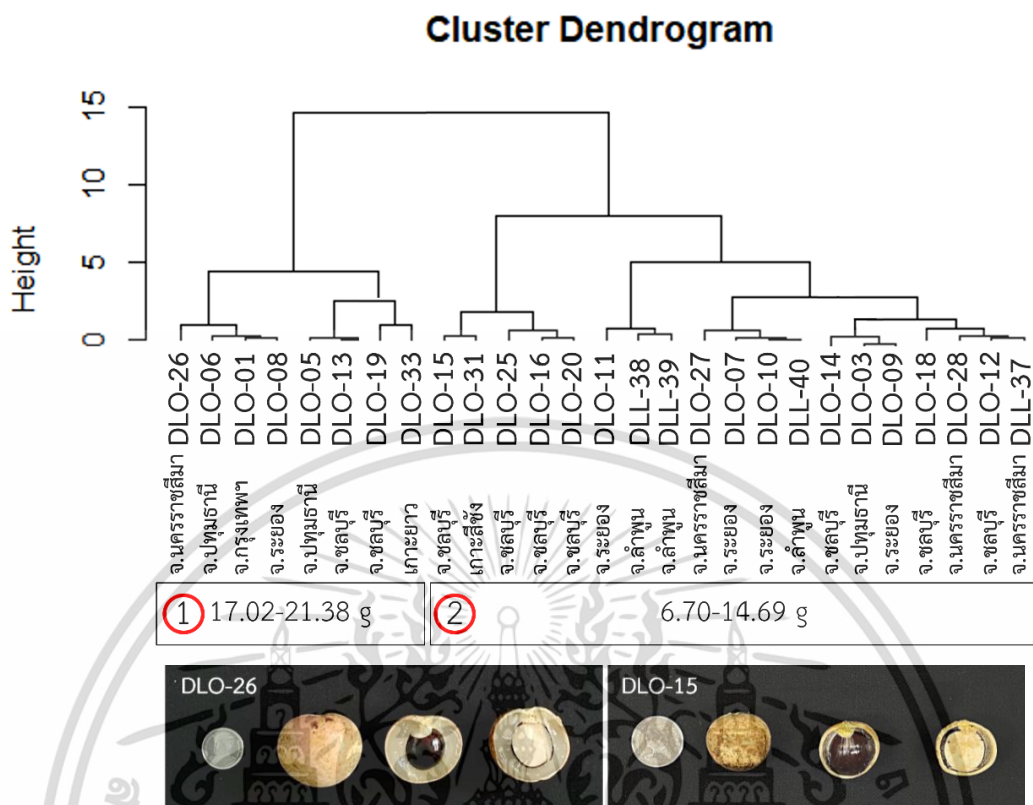 Cluster Dendrogram
Height
15
10
5
0
DLO-26
DLO-06
DLO-01
DLO-08
DLO-05
DLO-13
DLO-19
DLO-33
DLO-15
DLO-31
DLO-25
DLO-16
DLO-20
DLO-11
DLL-38
DLL-39
DLO-27
DLO-07
DLO-10
DLL-40
DLO-14
DLO-03
DLO-09
DLO-18
DLO-28
DLO-12
DLL-37
จ.นครราชสีมา
จ.ปทุมธานี
จ.กรุงเทพฯ
จ.ระยอง
จ.ปทุมธานี
จ.ชลบุรี
จ.ชลบุรี
เกาะยาว
จ.ชลบุรี
เกาะสีชัง
จ.ชลบุรี
จ.ชลบุรี
จ.ชลบุรี
จ.ระยอง
จ.ลำพูน
จ.ลำพูน
จ.นครราชสีมา
จ.ระยอง
จ.ระยอง
จ.ลำพูน
จ.ชลบุรี
จ.ปทุมธานี
จ.ระยอง
จ.ชลบุรี
จ.นครราชสีมา
จ.ชลบุรี
จ.นครราชสีมา
1 17.02-21.38 g
2 6.70-14.69 g
DLO-26
DLO-15